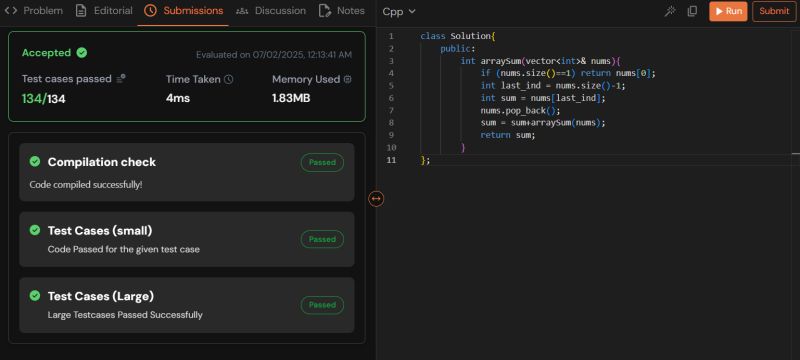 Problem Editorial Submissions Discussion Notes
Accepted
Evaluated on 07/02/2025, 12:13:41 AM
Test cases passed Time Taken Memory Used
134/134 4ms 1.83MB
Compilation check
Passed
Code compiled successfully!
Test Cases (small)
Passed
Code Passed for the given test case
Test Cases (Large)
Passed
Large Testcases Passed Successfully
Cpp Run Submit
1 class Solution{
2 public:
3 int arraySum(vector<int>& nums){
4 if (nums.size()==1) return nums[0];
5 int last_ind = nums.size()-1;
6 int sum = nums[last_ind];
7 nums.pop_back();
8 sum = sum+arraySum(nums);
9 return sum;
10 }
11 };